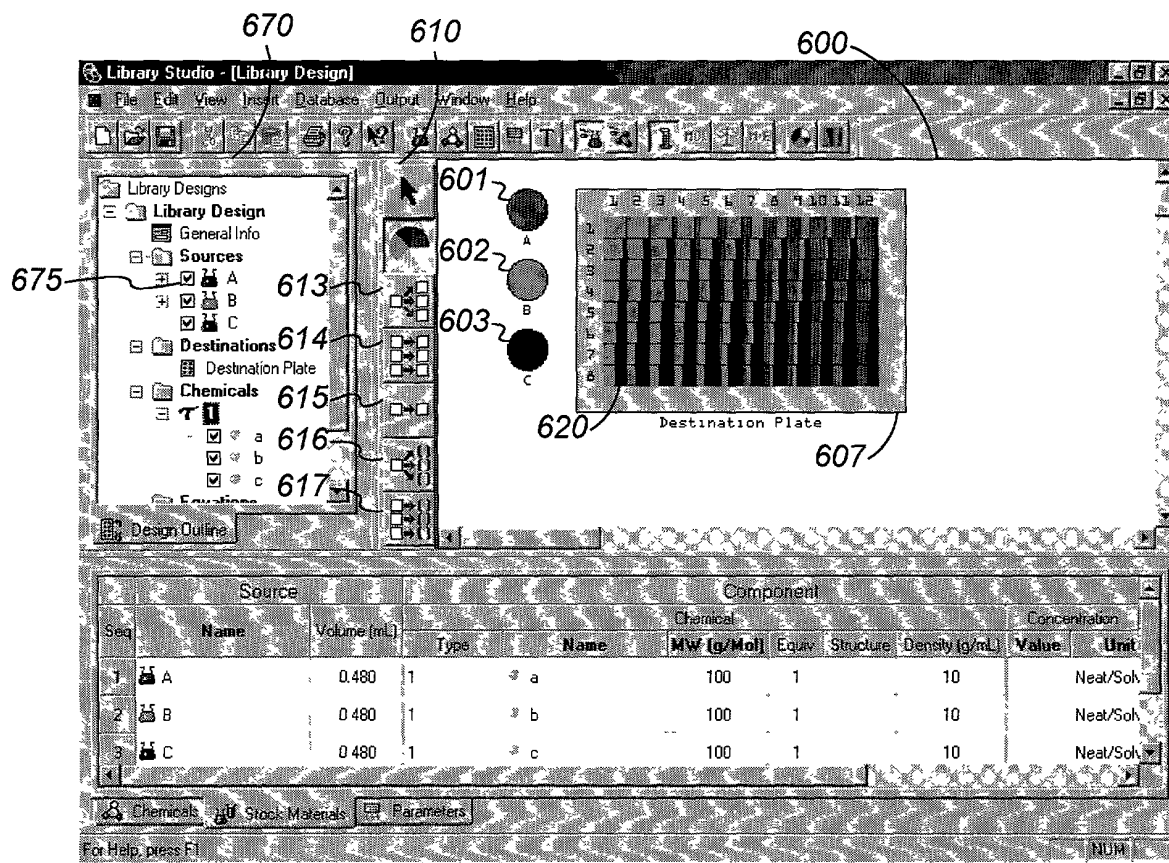 670 610 600
Library Studio - [Library Design]
File Edit View Insert Database Output Window Help
Library Designs
Library Design
General Info
Sources
A
B
C
Destinations
Destination Plate
Chemicals
1
a
b
c
Equations
Design Outline
675
613
614
615
616
617
601
A
602
B
603
C
1 2 3 4 5 6 7 8 9 10 11 12
1
2
3
4
5
6
7
8
620
Destination Plate
607
Source Component
Chemical Concentration
Seq Name Volume (mL) Type Name MW (g/Mol) Equiv Structure Density (g/mL) Value Unit
1 A 0.480 1 a 100 1 10 Neat/Solv
2 B 0 480 1 b 100 1 10 Neat/Solv
3 C 0 480 1 c 100 1 10 Neat/Solv
Chemicals Stock Materials Parameters
For Help, press F1 NUM